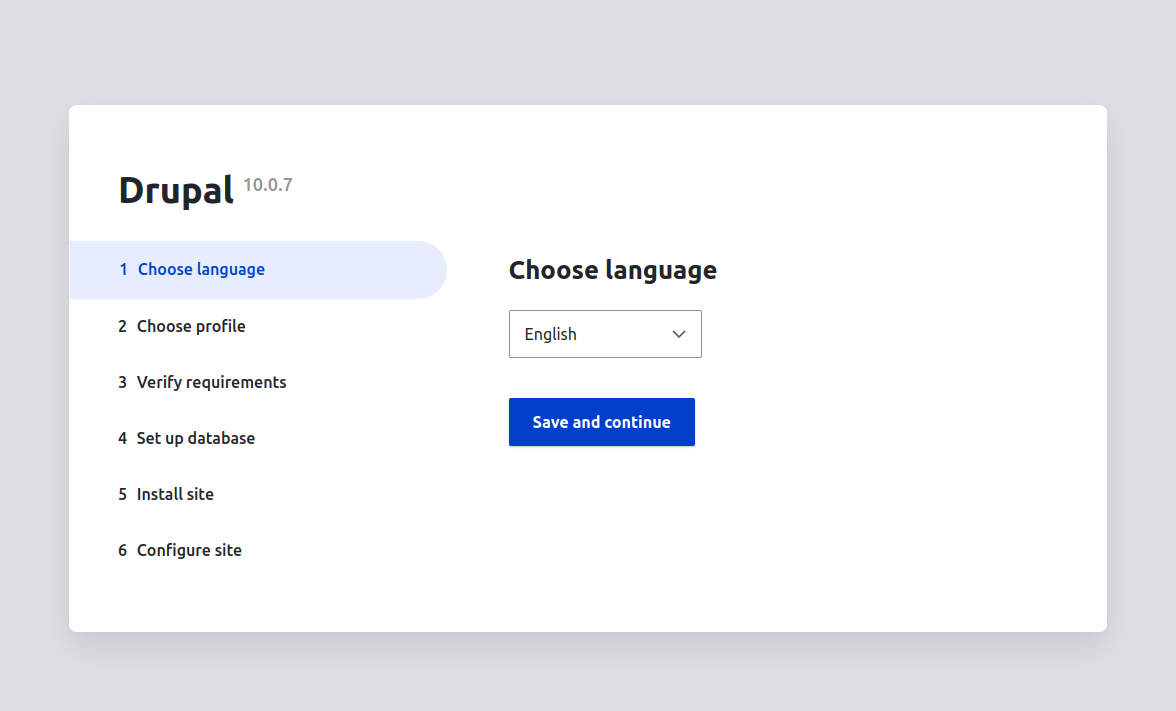 Drupal 10.0.7
1 Choose language
2 Choose profile
3 Verify requirements
4 Set up database
5 Install site
6 Configure site
Choose language
English
Save and continue